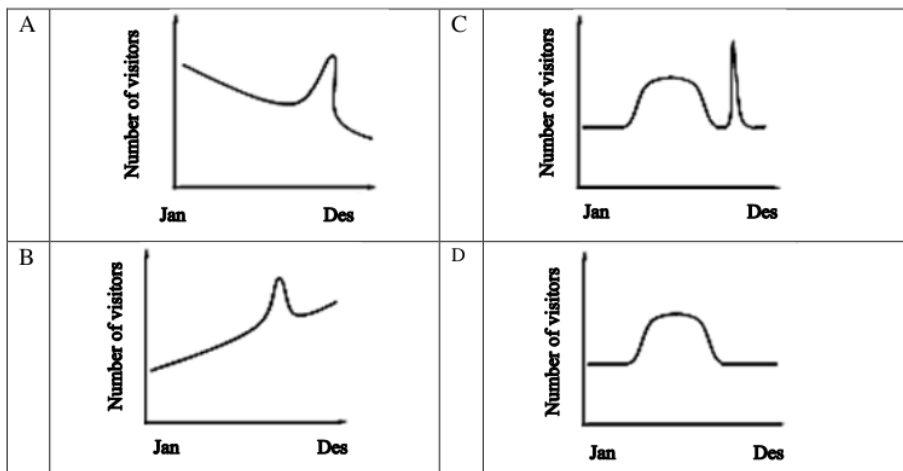 A
Number of visitors
Jan
Des
C
Number of visitors
Jan
Des
B
Number of visitors
Jan
Des
D
Number of visitors
Jan
Des